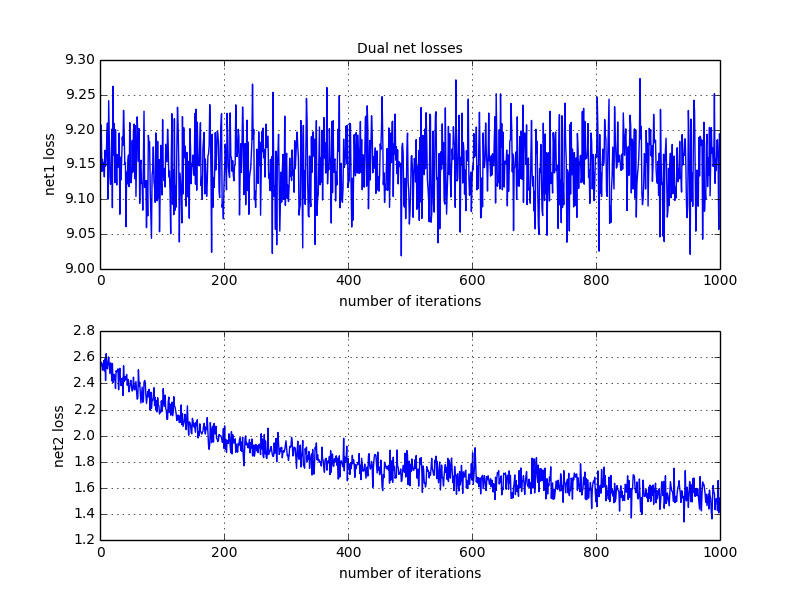 Dual net losses
9.30
9.25
9.20
9.15
9.10
9.05
9.00
net1 loss
0 200 400 600 800 1000
number of iterations
2.8
2.6
2.4
2.2
2.0
1.8
1.6
1.4
1.2
net2 loss
0 200 400 600 800 1000
number of iterations